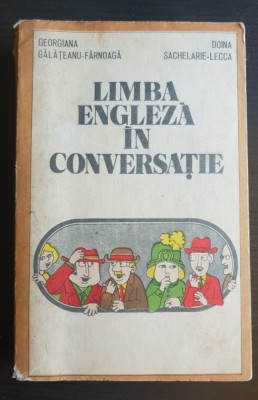 GEORGIANA
GĂLĂŢEANU-FÂRNOAGĂ
DOINA
SACHELARIE-LECCA
LIMBA
ENGLEZĂ
ÎN
CONVERSAŢIE